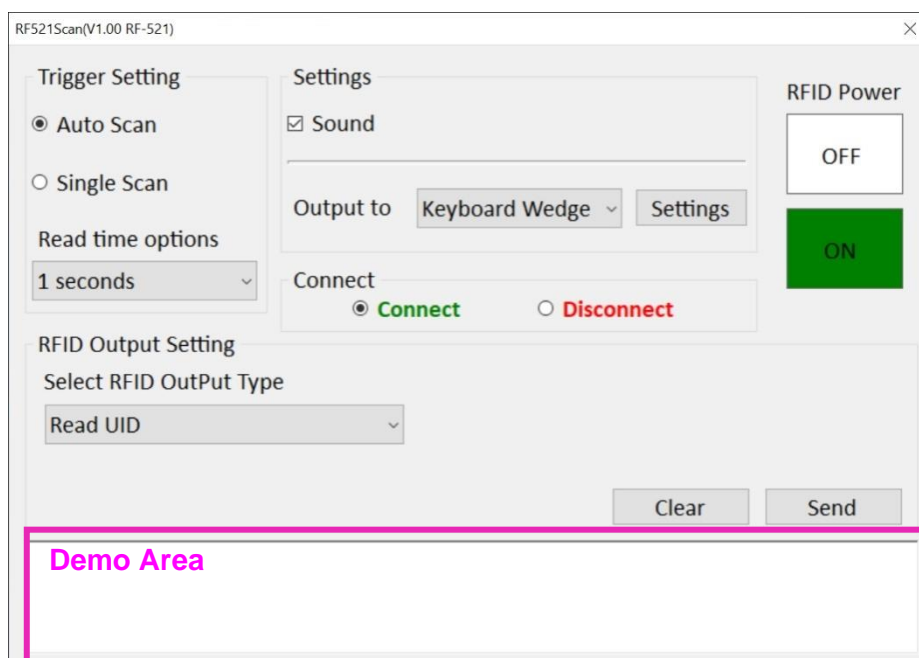 RF521Scan(V1.00 RF-521)
Trigger Setting
Auto Scan
Single Scan
Read time options
1 seconds
Settings
Sound
Output to Keyboard Wedge Settings
Connect
Connect Disconnect
RFID Power
OFF
ON
RFID Output Setting
Select RFID OutPut Type
Read UID
Clear Send
Demo Area